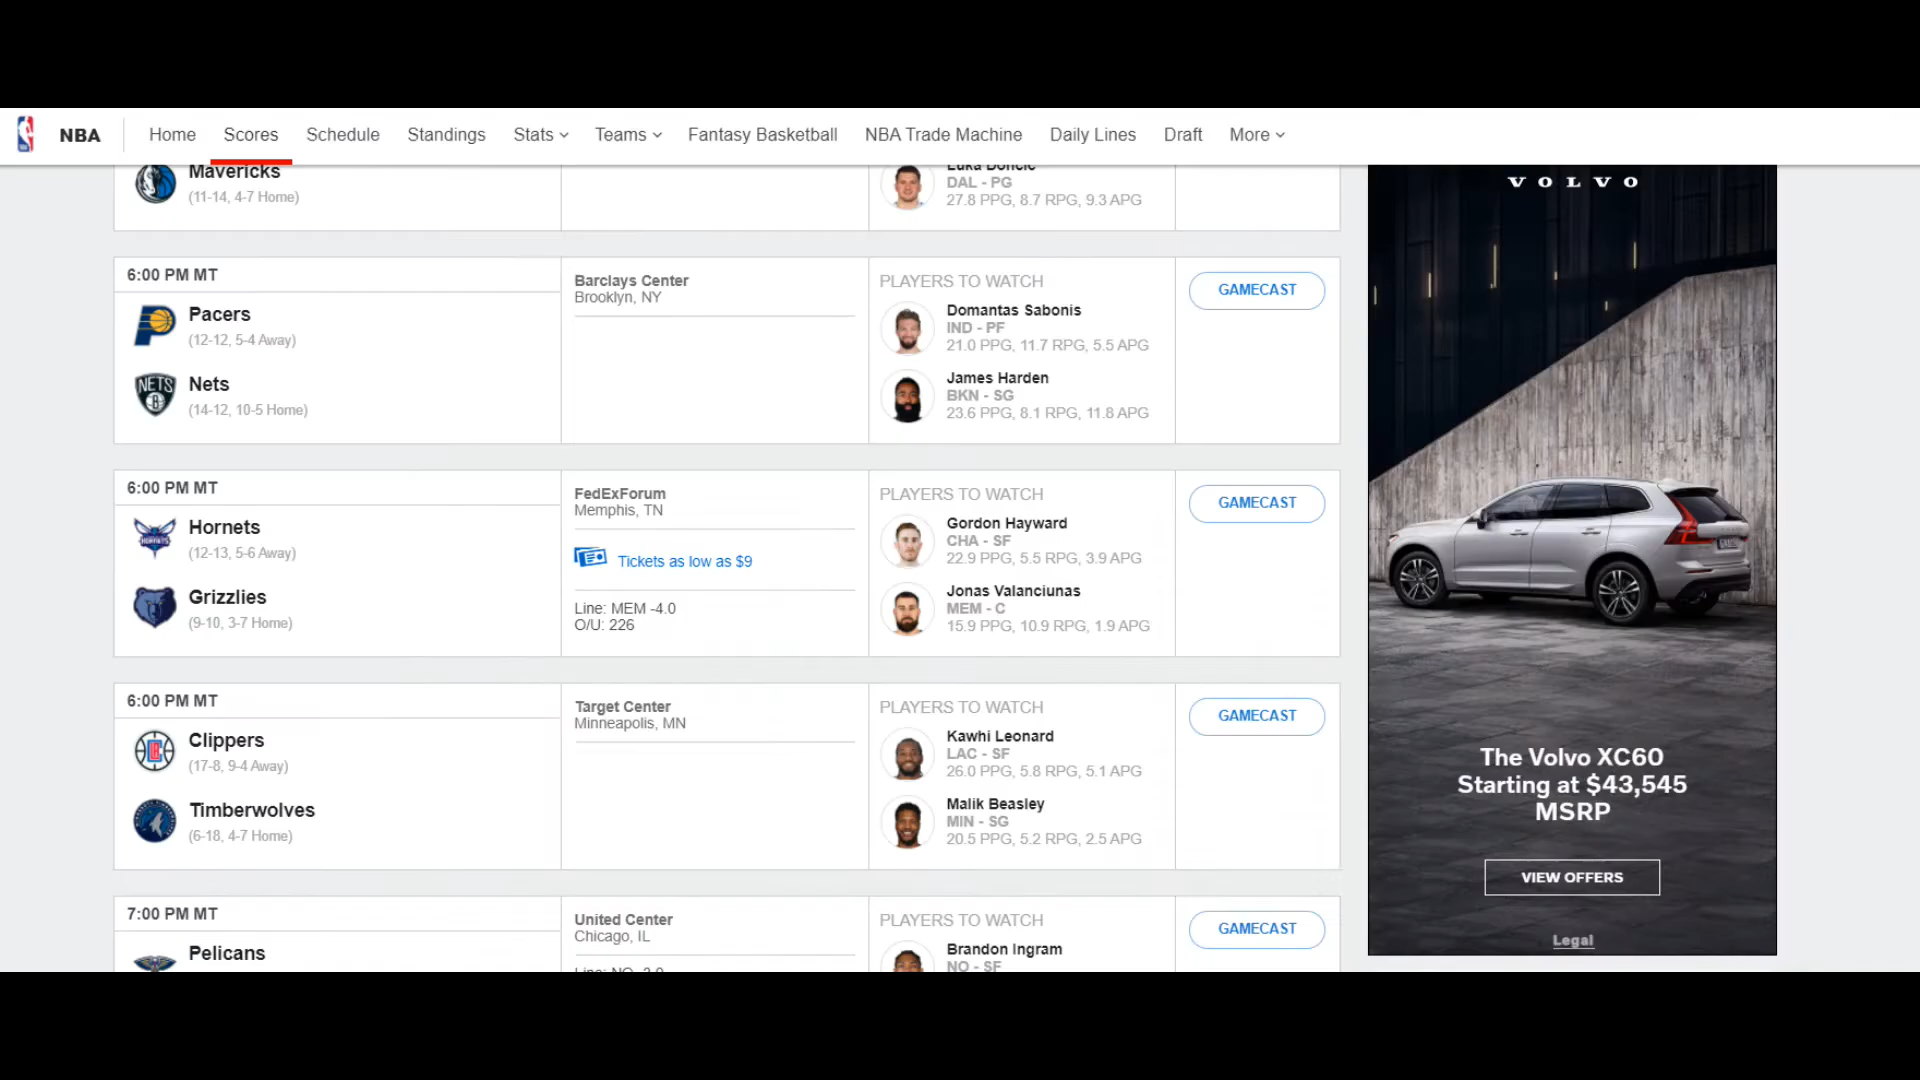 NBA Home Scores Schedule Standings Stats Teams Fantasy Basketball NBA Trade Machine Daily Lines Draft More
Mavericks
(11-14, 4-7 Home)
Luka Doncic
DAL - PG
27.8 PPG, 8.7 RPG, 9.3 APG
6:00 PM MT
Pacers
(12-12, 5-4 Away)
Nets
NETS
B
(14-12, 10-5 Home)
Barclays Center
Brooklyn, NY
PLAYERS TO WATCH
Domantas Sabonis
IND - PF
21.0 PPG, 11.7 RPG, 5.5 APG
James Harden
BKN - SG
23.6 PPG, 8.1 RPG, 11.8 APG
GAMECAST
6:00 PM MT
Hornets
HORNETS
(12-13, 5-6 Away)
Grizzlies
(9-10, 3-7 Home)
FedExForum
Memphis, TN
Tickets as low as $9
Line: MEM -4.0
O/U: 226
PLAYERS TO WATCH
Gordon Hayward
CHA - SF
22.9 PPG, 5.5 RPG, 3.9 APG
Jonas Valanciunas
MEM - C
15.9 PPG, 10.9 RPG, 1.9 APG
GAMECAST
6:00 PM MT
Clippers
(17-8, 9-4 Away)
Timberwolves
(6-18, 4-7 Home)
Target Center
Minneapolis, MN
PLAYERS TO WATCH
Kawhi Leonard
LAC - SF
26.0 PPG, 5.8 RPG, 5.1 APG
Malik Beasley
MIN - SG
20.5 PPG, 5.2 RPG, 2.5 APG
GAMECAST
7:00 PM MT
Pelicans
United Center
Chicago, IL
Line: NO -3.0
PLAYERS TO WATCH
Brandon Ingram
NO - SF
GAMECAST
VOLVO
The Volvo XC60
Starting at $43,545
MSRP
VIEW OFFERS
Legal